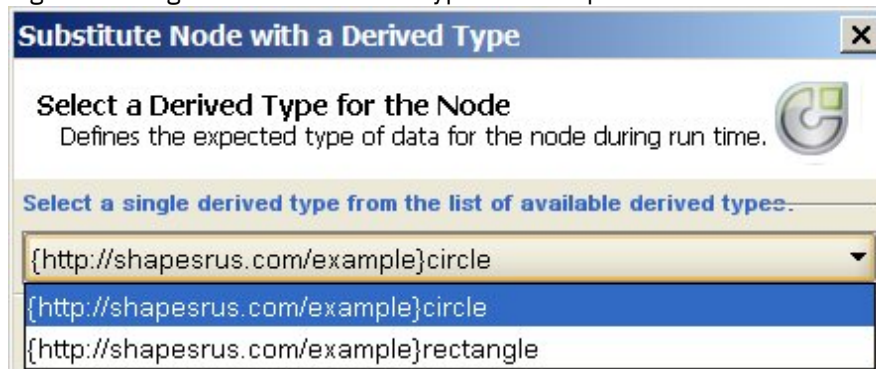 Substitute Node with a Derived Type
Select a Derived Type for the Node
Defines the expected type of data for the node during run time.
Select a single derived type from the list of available derived types.
{http://shapesrus.com/example}circle
{http://shapesrus.com/example}circle
{http://shapesrus.com/example}rectangle